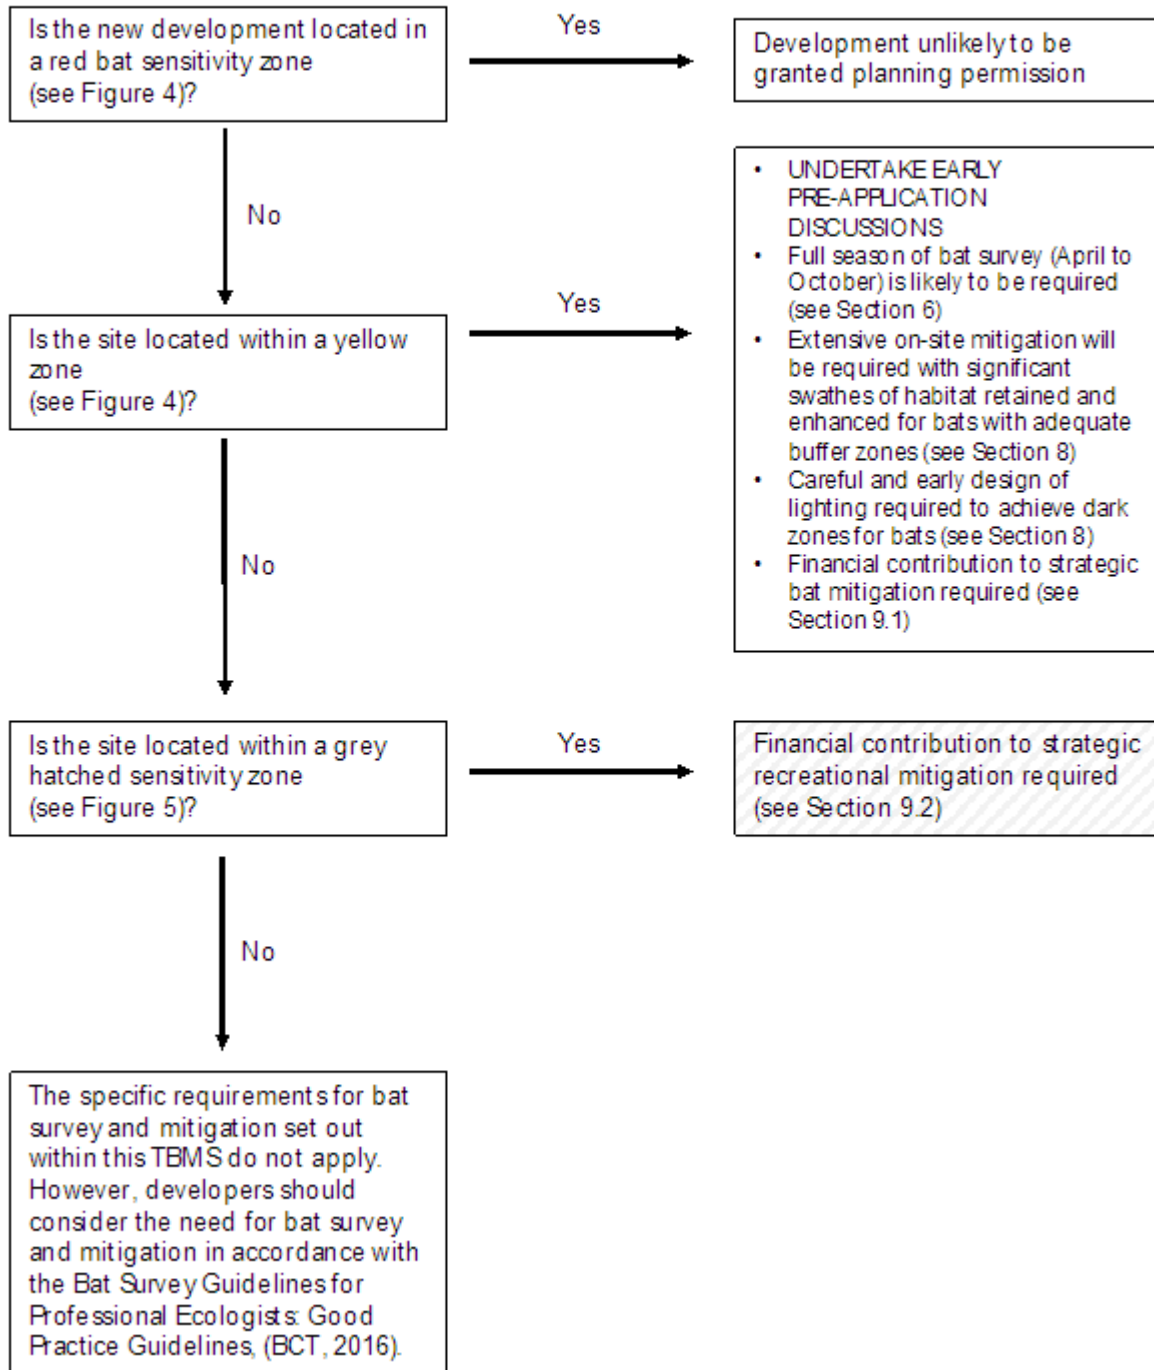 Is the new development located in
a red bat sensitivity zone
(see Figure 4)?
Yes
Development unlikely to be
granted planning permission
No
• UNDERTAKE EARLY
PRE-APPLICATION
DISCUSSIONS
• Full season of bat survey (April to
October) is likely to be required
(see Section 6)
• Extensive on-site mitigation will
be required with significant
swathes of habitat retained and
enhanced for bats with adequate
buffer zones (see Section 8)
• Careful and early design of
lighting required to achieve dark
zones for bats (see Section 8)
• Financial contribution to strategic
bat mitigation required (see
Section 9.1)
Is the site located within a yellow
zone
(see Figure 4)?
Yes
No
Is the site located within a grey
hatched sensitivity zone
(see Figure 5)?
Yes
Financial contribution to strategic
recreational mitigation required
(see Section 9.2)
No
The specific requirements for bat
survey and mitigation set out
within this TBMS do not apply.
However, developers should
consider the need for bat survey
and mitigation in accordance with
the Bat Survey Guidelines for
Professional Ecologists: Good
Practice Guidelines, (BCT, 2016).